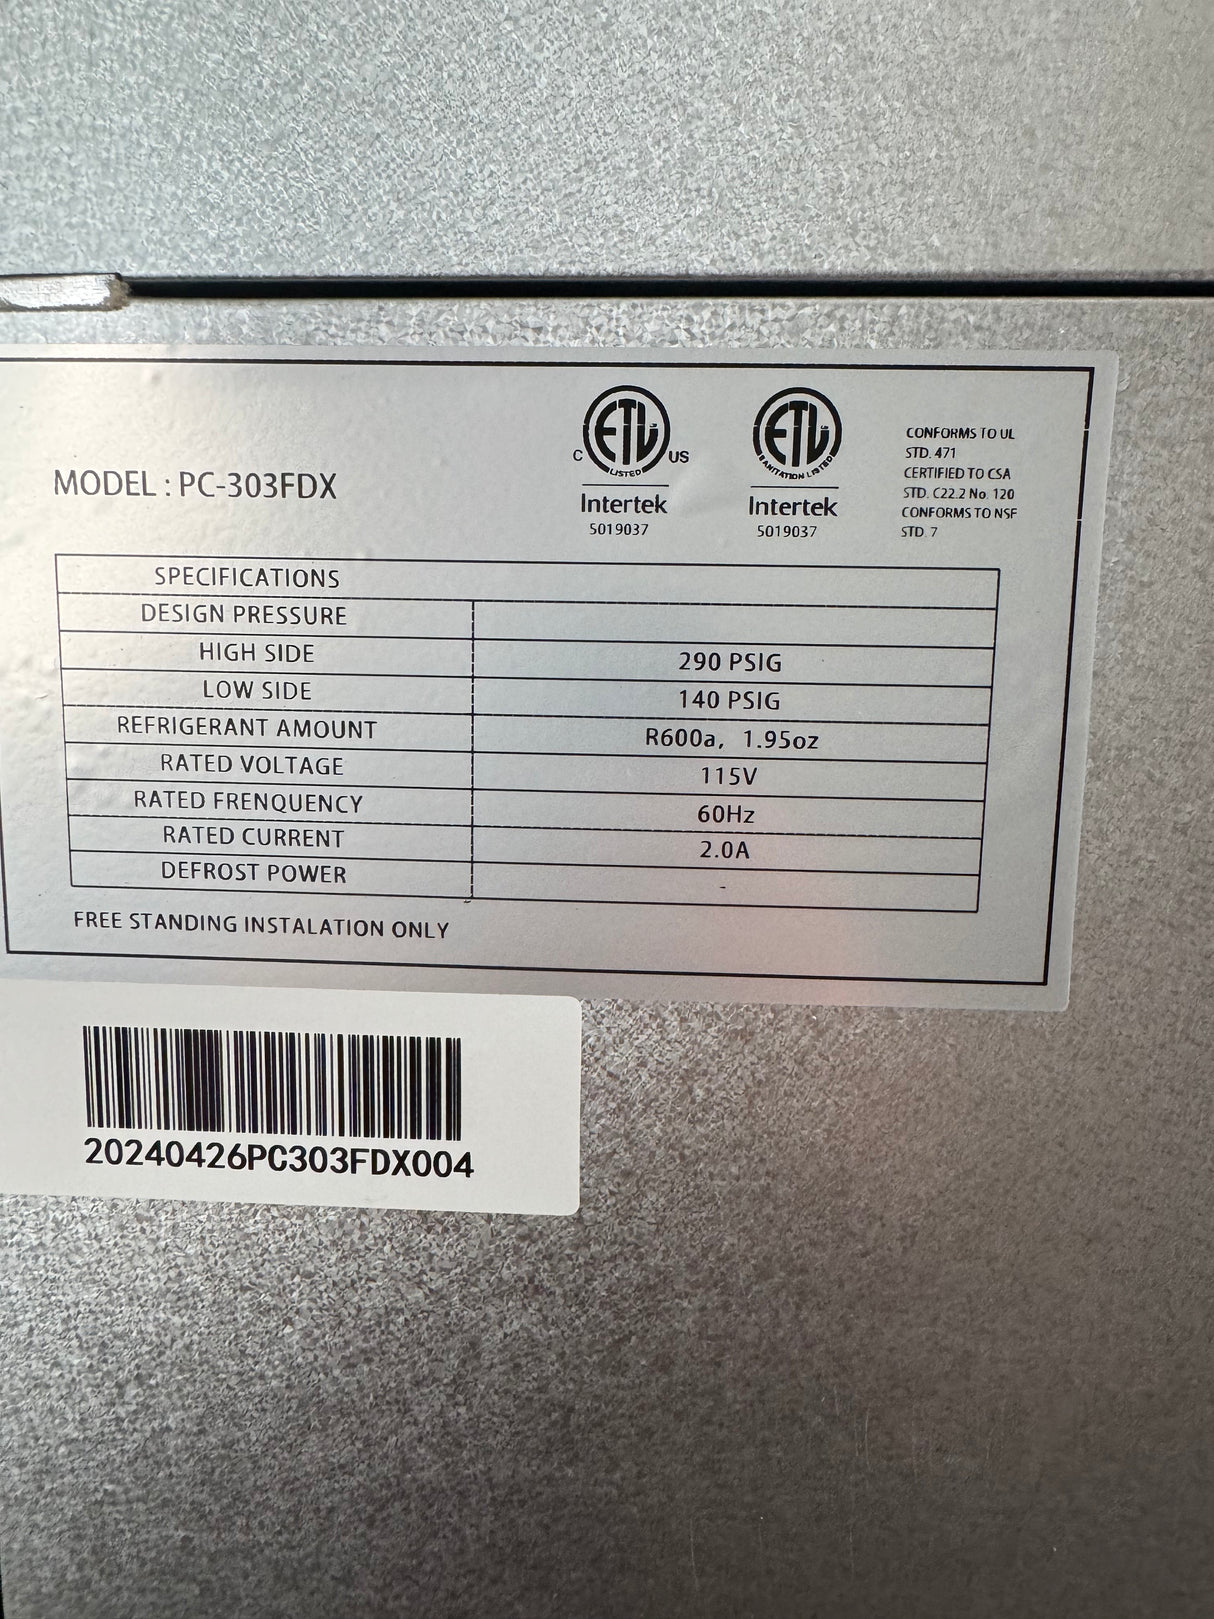 MODEL : PC-303FDX
ETL
LISTED
C US
Intertek
5019037
ETL
SANITATION LISTED
Intertek
5019037
CONFORMS TO UL
STD. 471
CERTIFIED TO CSA
STD. C22.2 No. 120
CONFORMS TO NSF
STD. 7
SPECIFICATIONS
DESIGN PRESSURE
HIGH SIDE 290 PSIG
LOW SIDE 140 PSIG
REFRIGERANT AMOUNT R600a, 1.95oz
RATED VOLTAGE 115V
RATED FRENQUENCY 60Hz
RATED CURRENT 2.0A
DEFROST POWER -
FREE STANDING INSTALATION ONLY
20240426PC303FDX004